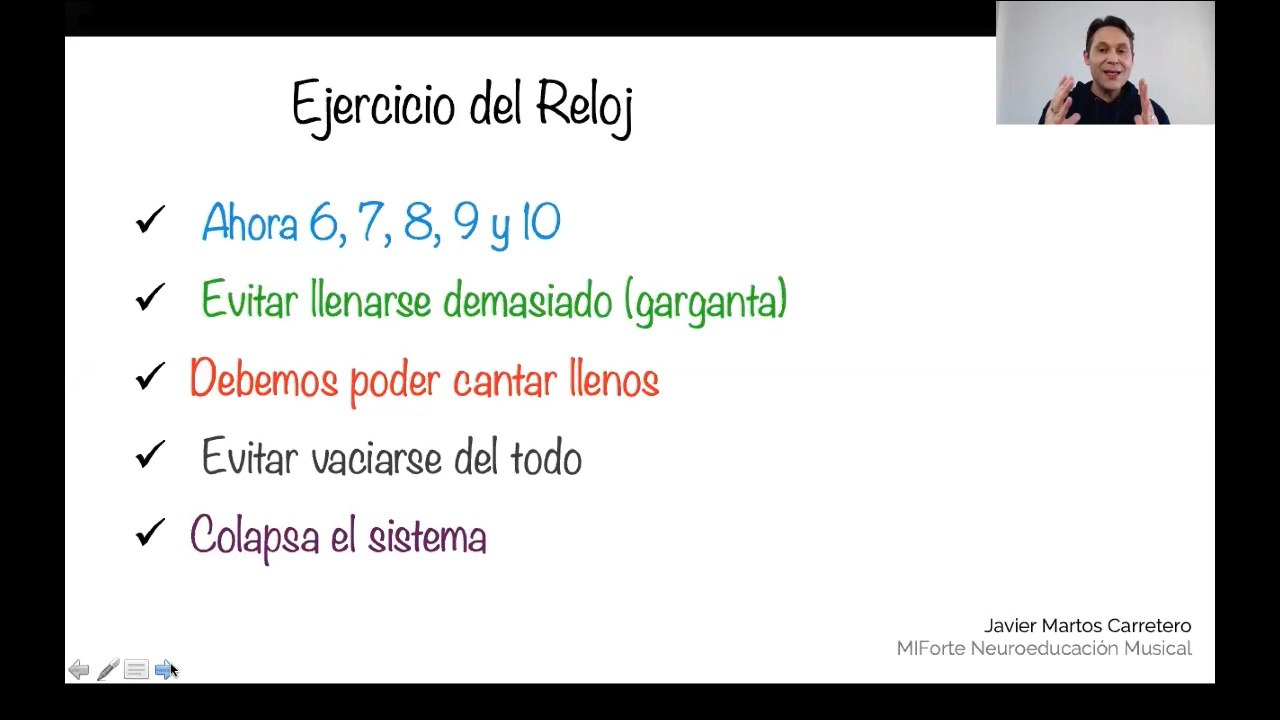 Ejercicio del Reloj
Ahora 6, 7, 8, 9 y 10
Evitar llenarse demasiado (garganta)
Debemos poder cantar llenos
Evitar vaciarse del todo
Colapsa el sistema
Javier Martos Carretero
MIForte Neuroeducación Musical